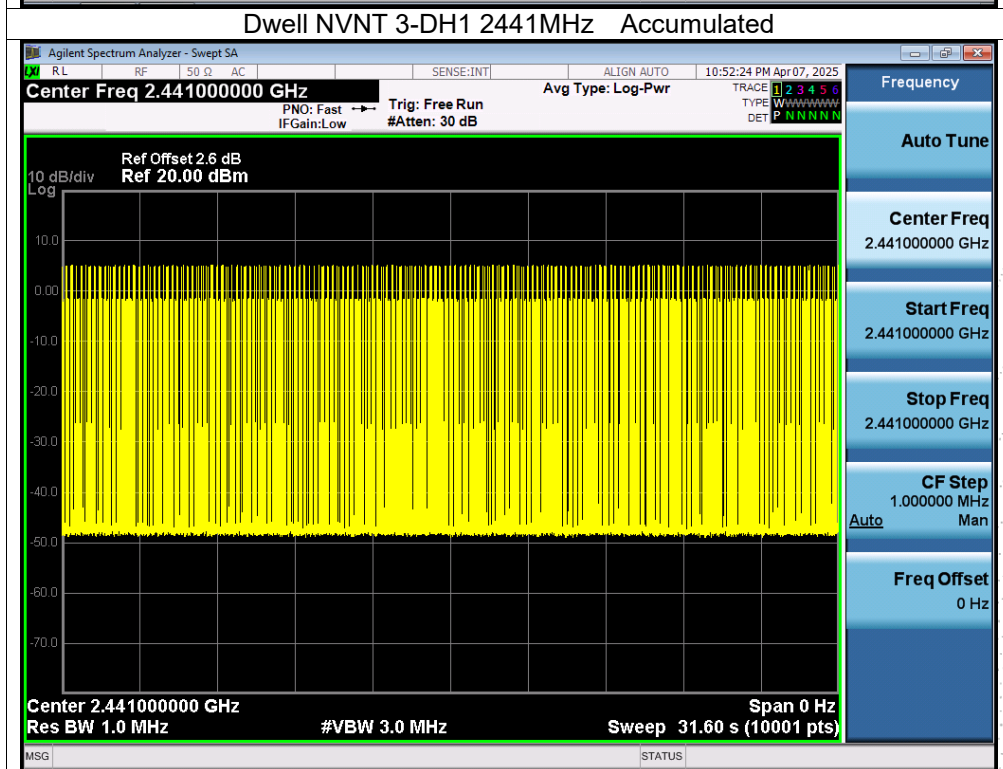 Dwell NVNT 3-DH1 2441MHz Accumulated
Agilent Spectrum Analyzer - Swept SA
LXI RL RF 50 Ω AC SENSE:INT ALIGN AUTO 10:52:24 PM Apr 07, 2025
Center Freq 2.441000000 GHz
PNO: Fast
IFGain:Low
Trig: Free Run
#Atten: 30 dB
Avg Type: Log-Pwr
TRACE 1 2 3 4 5 6
TYPE WWWWWWW
DET P N N N N N
Ref Offset 2.6 dB
10 dB/div Ref 20.00 dBm
Log
10.0
0.00
-10.0
-20.0
-30.0
-40.0
-50.0
-60.0
-70.0
Center 2.441000000 GHz Span 0 Hz
Res BW 1.0 MHz #VBW 3.0 MHz Sweep 31.60 s (10001 pts)
MSG STATUS
Frequency
Auto Tune
Center Freq
2.441000000 GHz
Start Freq
2.441000000 GHz
Stop Freq
2.441000000 GHz
CF Step
1.000000 MHz
Auto Man
Freq Offset
0 Hz